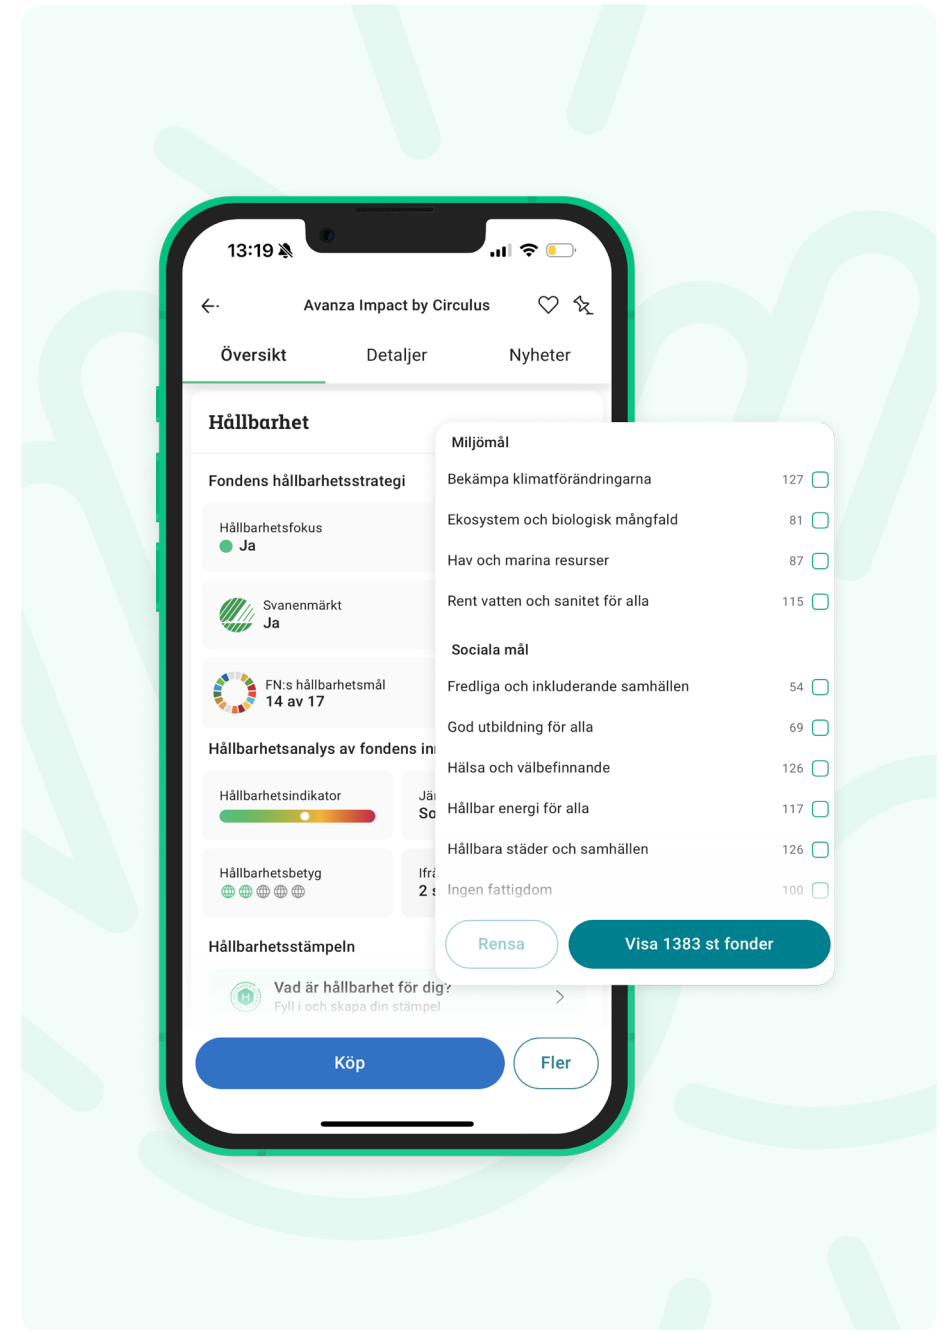 13:19
Avanza Impact by Circulus
Översikt
Detaljer
Nyheter
Hållbarhet
Fondens hållbarhetsstrategi
Hållbarhetsfokus
Ja
Svanenmärkt
Ja
FN:s hållbarhetsmål
14 av 17
Hållbarhetsanalys av fondens in
Hållbarhetsindikator
Jä
So
Hållbarhetsbetyg
Ifr
2 s
Hållbarhetsstämpeln
H
Vad är hållbarhet för dig?
Fyll i och skapa din stämpel
Köp
Fler
Miljömål
Bekämpa klimatförändringarna 127
Ekosystem och biologisk mångfald 81
Hav och marina resurser 87
Rent vatten och sanitet för alla 115
Sociala mål
Fredliga och inkluderande samhällen 54
God utbildning för alla 69
Hälsa och välbefinnande 126
Hållbar energi för alla 117
Hållbara städer och samhällen 126
Ingen fattigdom 100
Rensa
Visa 1383 st fonder